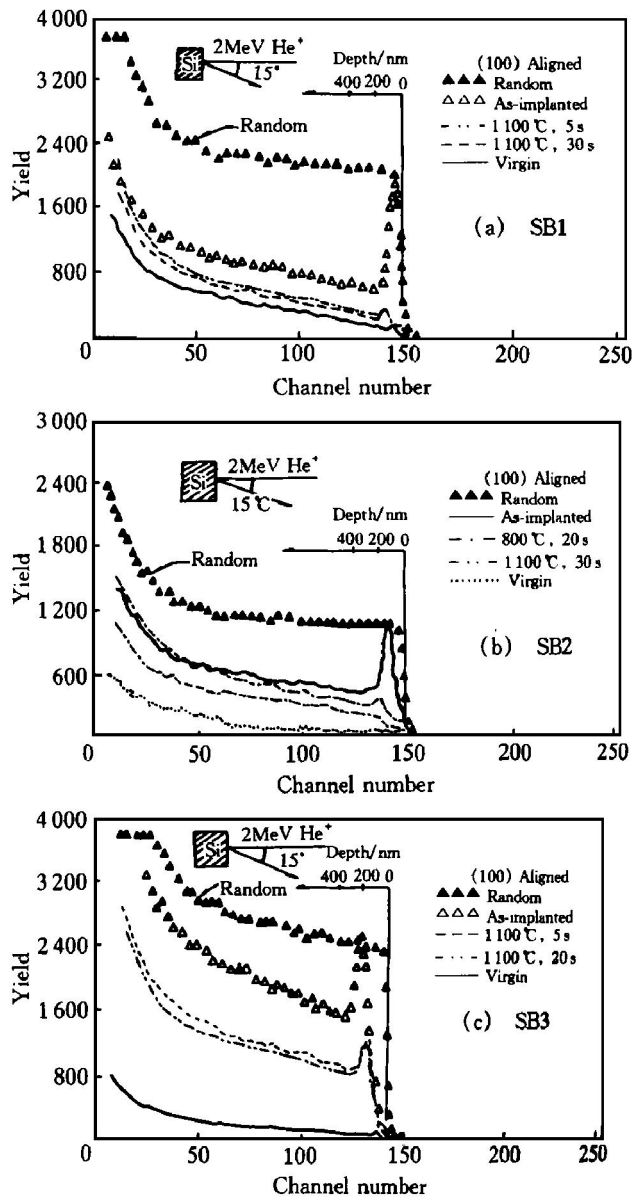 4 000
3 200
2 400
1 600
800
0
Yield
Si
2MeV He⁺
15°
Depth/nm
400 200 0
Random
(100) Aligned
Random
As-implanted
1 100℃, 5 s
1 100℃, 30 s
Virgin
(a) SB1
50 100 150 200 250
Channel number
3 000
2 400
1 800
1 200
600
0
Yield
Si
2MeV He⁺
15℃
Depth/nm
400 200 0
Random
(100) Aligned
Random
As-implanted
800℃, 20 s
1 100℃, 30 s
Virgin
(b) SB2
50 100 150 200 250
Channel number
4 000
3 200
2 400
1 600
800
0
Yield
Si
2MeV He⁺
15°
Depth/nm
400 200 0
Random
(100) Aligned
Random
As-implanted
1 100℃, 5 s
1 100℃, 20 s
Virgin
(c) SB3
50 100 150 200 250
Channel number